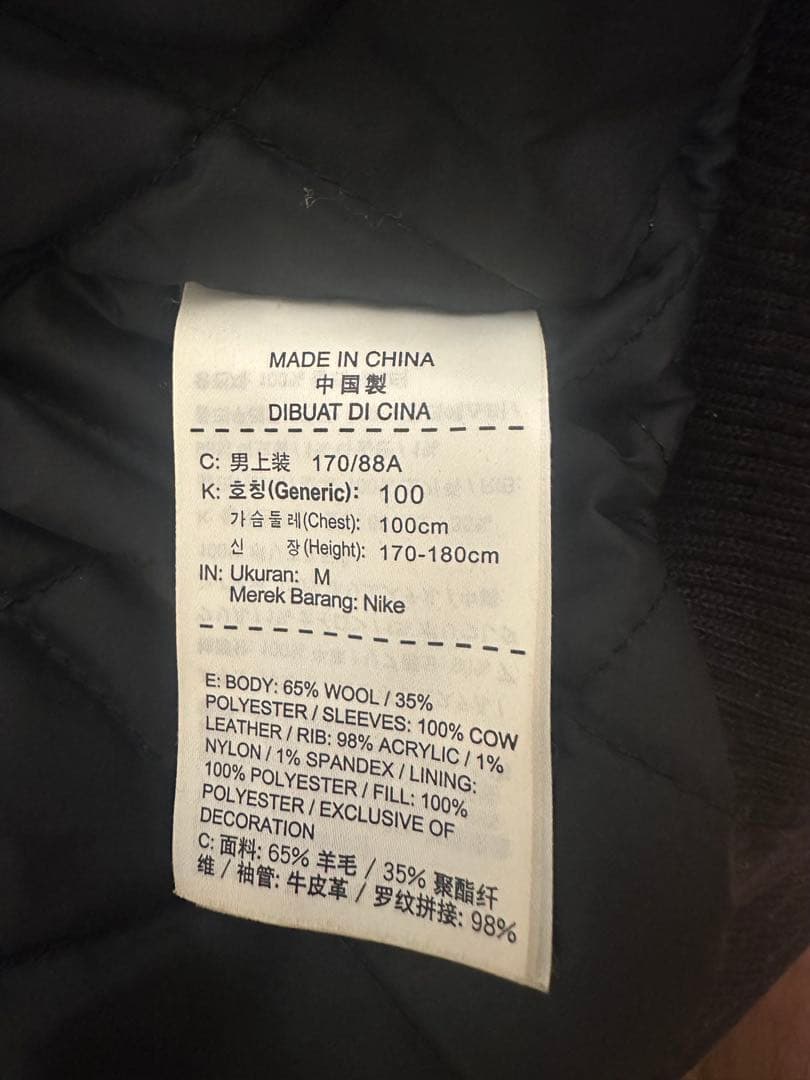 MADE IN CHINA
中国製
DIBUAT DI CINA
C: 男上装 170/88A
K: 호칭(Generic): 100
가슴둘레(Chest): 100cm
신 장(Height): 170-180cm
IN: Ukuran: M
Merek Barang: Nike
E: BODY: 65% WOOL / 35%
POLYESTER / SLEEVES: 100% COW
LEATHER / RIB: 98% ACRYLIC / 1%
NYLON / 1% SPANDEX / LINING:
100% POLYESTER / FILL: 100%
POLYESTER / EXCLUSIVE OF
DECORATION
C: 面料: 65% 羊毛 / 35% 聚酯纤
维 / 袖管: 牛皮革 / 罗纹拼接: 98%